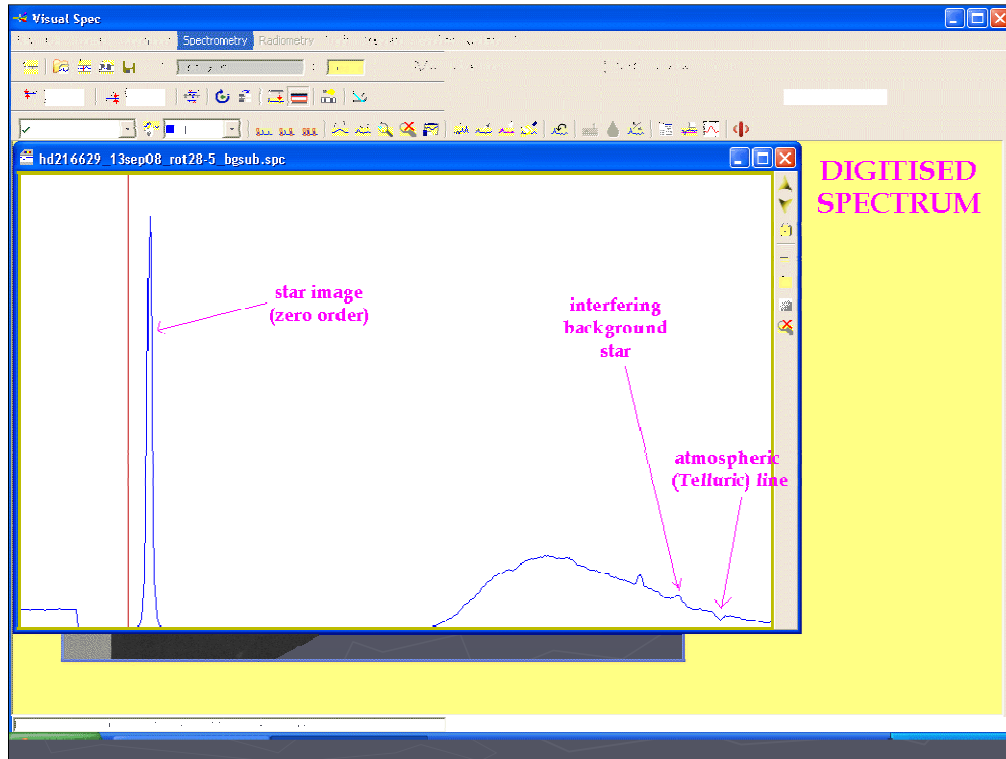 Visual Spec
Spectrometry Radiometry
hd216629_13sep08_rot28-5_bgsub.spc
DIGITISED
SPECTRUM
star image
(zero order)
interfering
background
star
atmospheric
(Telluric) line